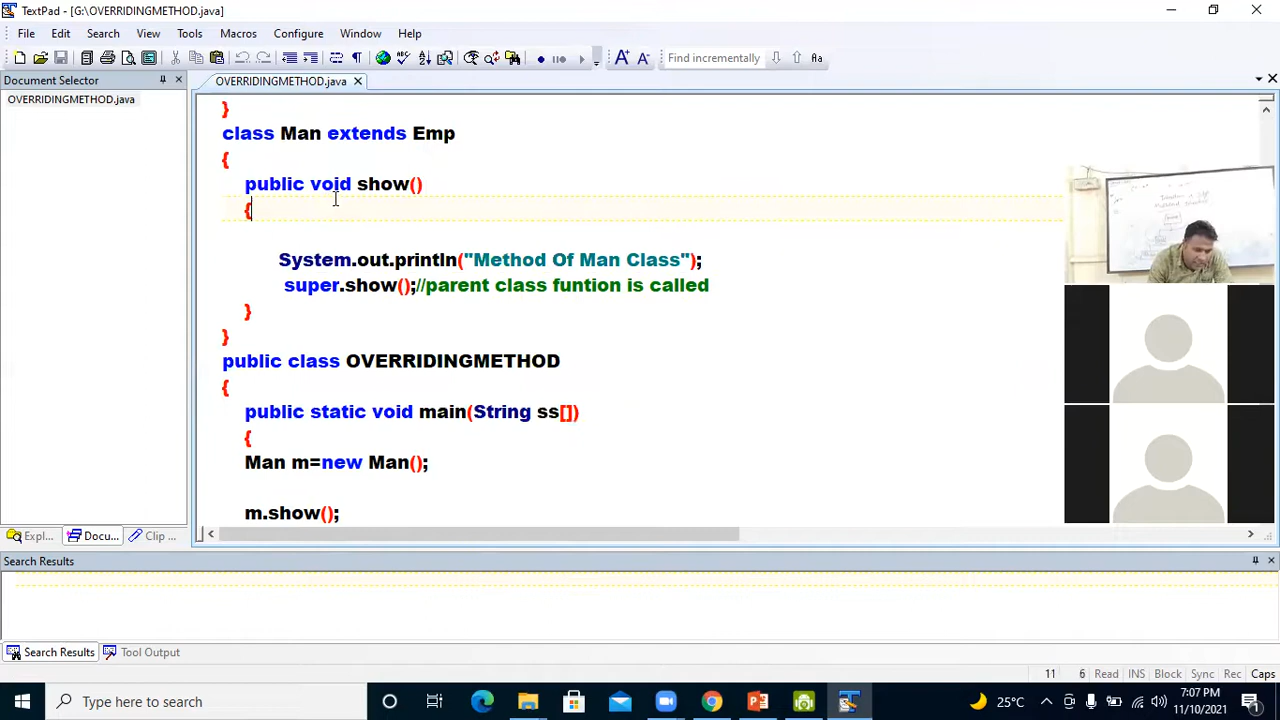 TextPad - [G:\OVERRIDINGMETHOD.java]
File Edit Search View Tools Macros Configure Window Help
Find incrementally
Document Selector
OVERRIDINGMETHOD.java
OVERRIDINGMETHOD.java
}
class Man extends Emp
{
public void show()
{
System.out.println("Method Of Man Class");
super.show();//parent class funtion is called
}
}
public class OVERRIDINGMETHOD
{
public static void main(String ss[])
{
Man m=new Man();
m.show();
Expl... Docu... Clip ...
Search Results
Search Results Tool Output
11 6 Read INS Block Sync Rec Caps
Type here to search
25°C
7:07 PM
11/10/2021
1